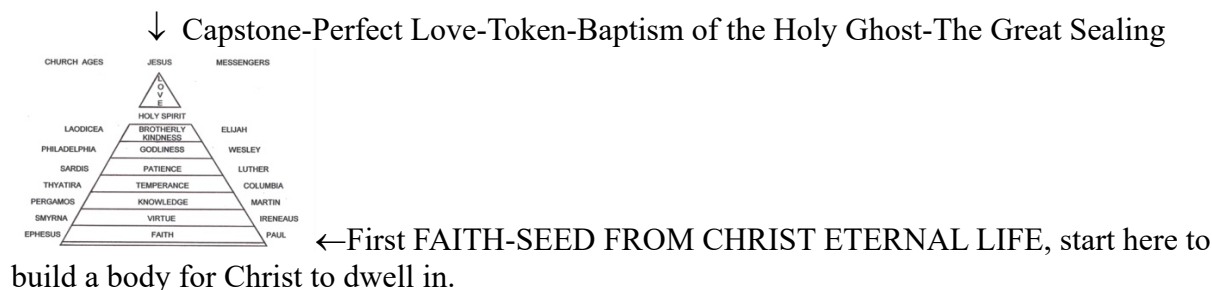 ↓ Capstone-Perfect Love-Token-Baptism of the Holy Ghost-The Great Sealing
CHURCH AGES JESUS MESSENGERS
LOVE
HOLY SPIRIT
LAODICEA BROTHERLY KINDNESS ELIJAH
PHILADELPHIA GODLINESS WESLEY
SARDIS PATIENCE LUTHER
THYATIRA TEMPERANCE COLUMBIA
PERGAMOS KNOWLEDGE MARTIN
SMYRNA VIRTUE IRENEAUS
EPHESUS FAITH PAUL
←First FAITH-SEED FROM CHRIST ETERNAL LIFE, start here to
build a body for Christ to dwell in.